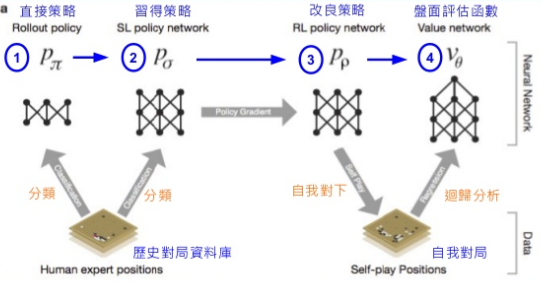 a
直接策略
習得策略
改良策略
盤面評估函數
Rollout policy
SL policy network
RL policy network
Value network
1 pπ
2 pσ
3 pρ
4 vθ
Neural Network
Policy Gradient
Classification
Classification
Self Play
Regression
分類
分類
自我對下
迴歸分析
歷史對局資料庫
自我對局
Data
Human expert positions
Self-play Positions